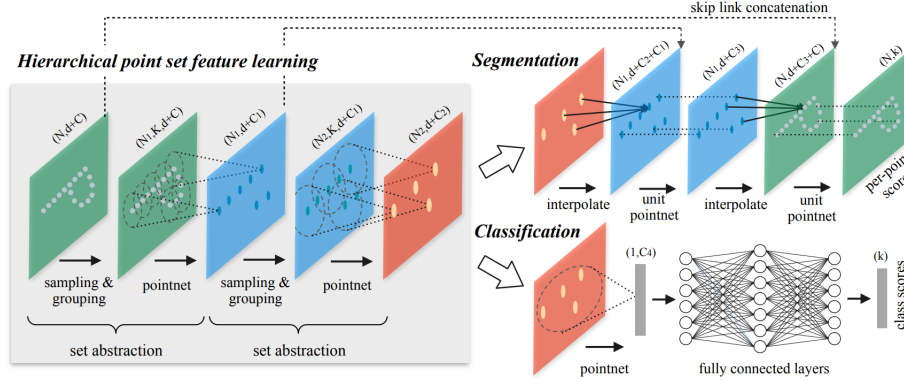 skip link concatenation
Hierarchical point set feature learning
(N,d+C)
(N1,K,d+C)
(N1,d+C1)
(N2,K,d+C1)
(N2,d+C2)
sampling &
grouping
pointnet
sampling &
grouping
pointnet
set abstraction
set abstraction
Segmentation
(N1,d+C2+C1)
(N1,d+C3)
(N,d+C3+C)
(N,k)
interpolate
unit
pointnet
interpolate
unit
pointnet
per-point
scores
Classification
(1,C4)
(k)
pointnet
fully connected layers
class scores